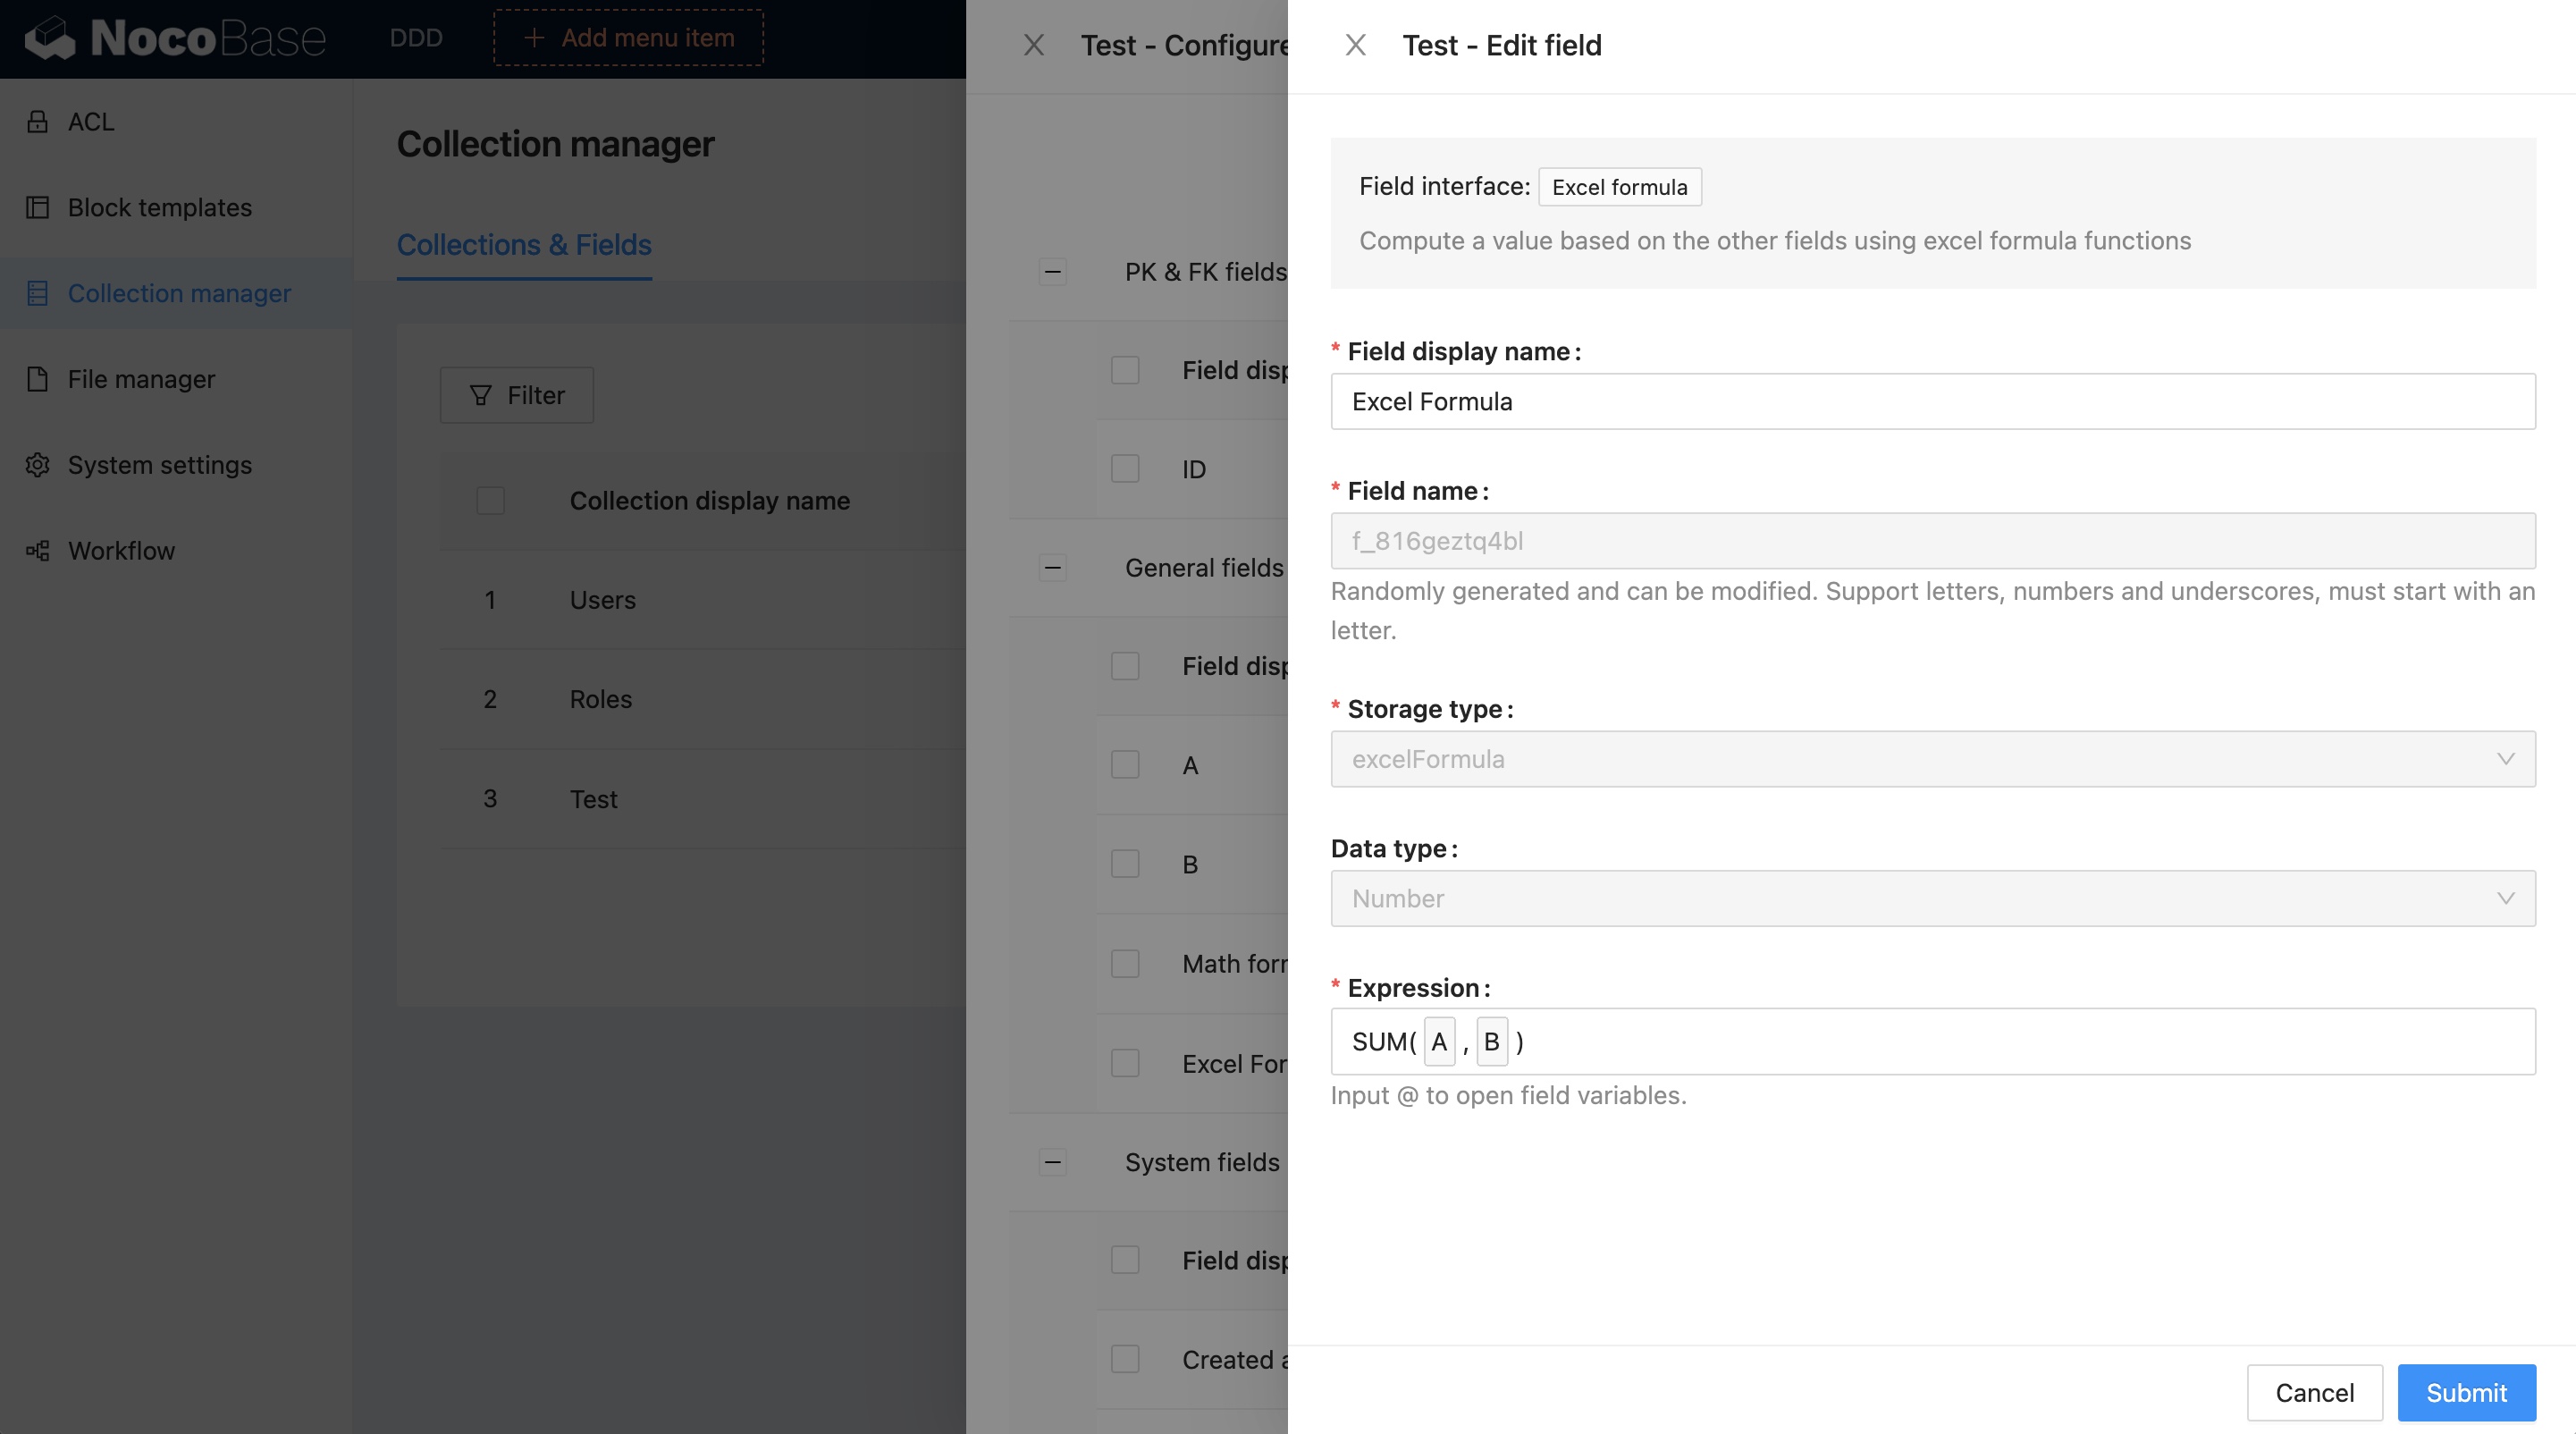 NocoBase
DDD
+ Add menu item
ACL
Block templates
Collection manager
File manager
System settings
Workflow
Collection manager
Collections & Fields
Filter
Collection display name
1 Users
2 Roles
3 Test
Test - Configure
PK & FK fields
Field disp
ID
General fields
Field disp
A
B
Math for
Excel For
System fields
Field disp
Created
Test - Edit field
Field interface: Excel formula
Compute a value based on the other fields using excel formula functions
* Field display name:
Excel Formula
* Field name:
f_816geztq4bl
Randomly generated and can be modified. Support letters, numbers and underscores, must start with an
letter.
* Storage type:
excelFormula
Data type:
Number
* Expression:
SUM( A , B )
Input @ to open field variables.
Cancel
Submit